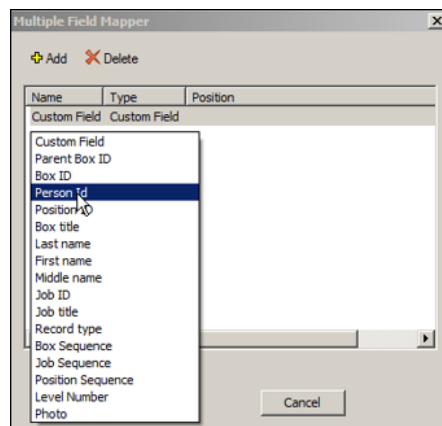 Multiple Field Mapper
Add Delete
Name Type Position
Custom Field Custom Field
Custom Field
Parent Box ID
Box ID
Person Id
Position ID
Box title
Last name
First name
Middle name
Job ID
Job title
Record type
Box Sequence
Job Sequence
Position Sequence
Level Number
Photo
Cancel